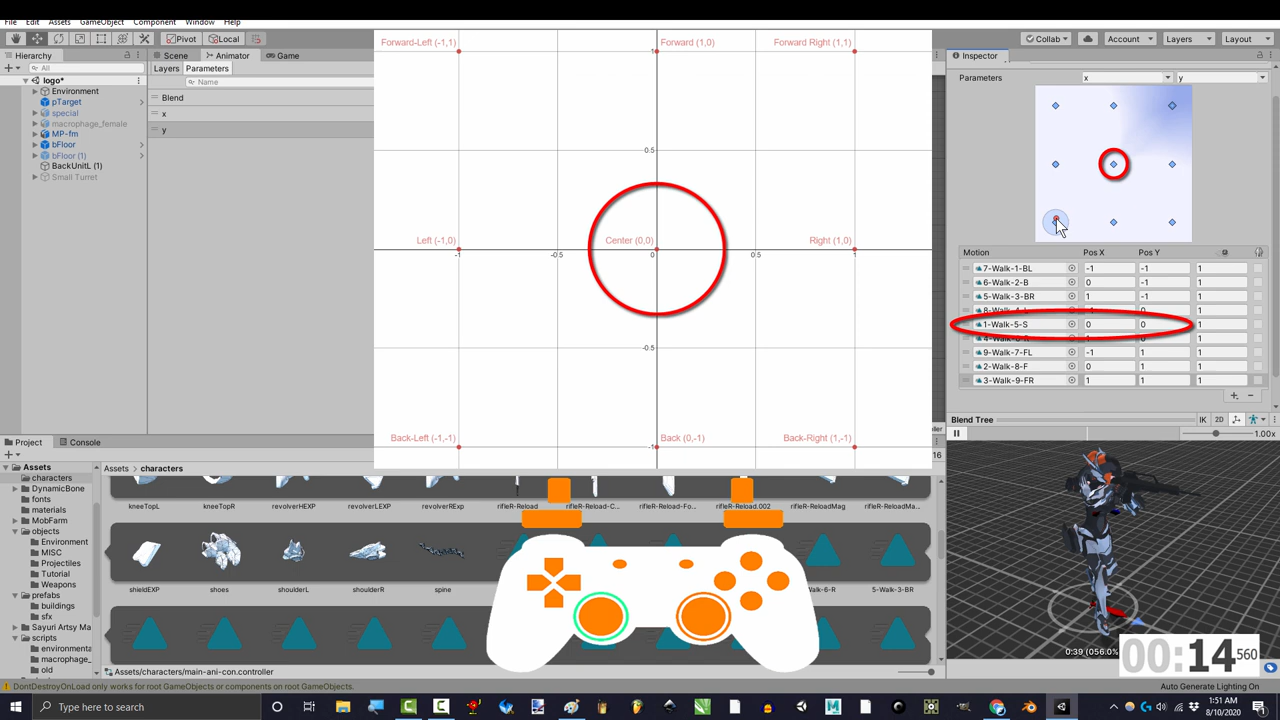 File Edit Assets GameObject Component Window Help
Pivot Local Collab Account Layers Layout
Hierarchy
All
logo*
Environment
pTarget
special
macrophage_female
MP-fm
bFloor
bFloor (1)
BackUnitL (1)
Small Turret
Scene Animator Game
Layers Parameters
Name
Blend
x
y
Forward-Left (-1,1) Forward (1,0) Forward Right (1,1)
1
0.5
Left (-1,0) Center (0,0) Right (1,0)
-1 -0.5 0 0.5 1
-0.5
Back-Left (-1,-1) Back (0,-1) Back-Right (1,-1)
-1
Inspector
Parameters x y
Motion Pos X Pos Y
7-Walk-1-BL -1 -1 1
6-Walk-2-B 0 -1 1
5-Walk-3-BR 1 -1 1
8-Walk-4-L 0 1
1-Walk-5-S 0 0 1
1
9-Walk-7-FL -1 1 1
2-Walk-8-F 0 1 1
3-Walk-9-FR 1 1 1
Blend Tree IK 2D
1.00x
Project Console
Assets
characters
DynamicBone
fonts
materials
MobFarm
objects
Environment
MISC
Projectiles
Tutorial
Weapons
prefabs
buildings
sfx
Sayuri Artsy Ma
scripts
environmenta
macrophage_
old
Assets characters
16
kneeTopL kneeTopR revolverHEXP revolverLEXP revolverRExp rifleR-Reload rifleR-Reload-C... rifleR-Reload-Fo... rifleR-Reload.002 rifleR-ReloadMag rifleR-ReloadMa...
shieldEXP shoes shoulderL shoulderR spine -Walk-6-R 5-Walk-3-BR
Assets/characters/main-ani-con.controller
0:39 (056.0%
00:14 560
DontDestroyOnLoad only works for root GameObjects or components on root GameObjects.
Auto Generate Lighting On
Type here to search
1:51 AM
8/10/2020